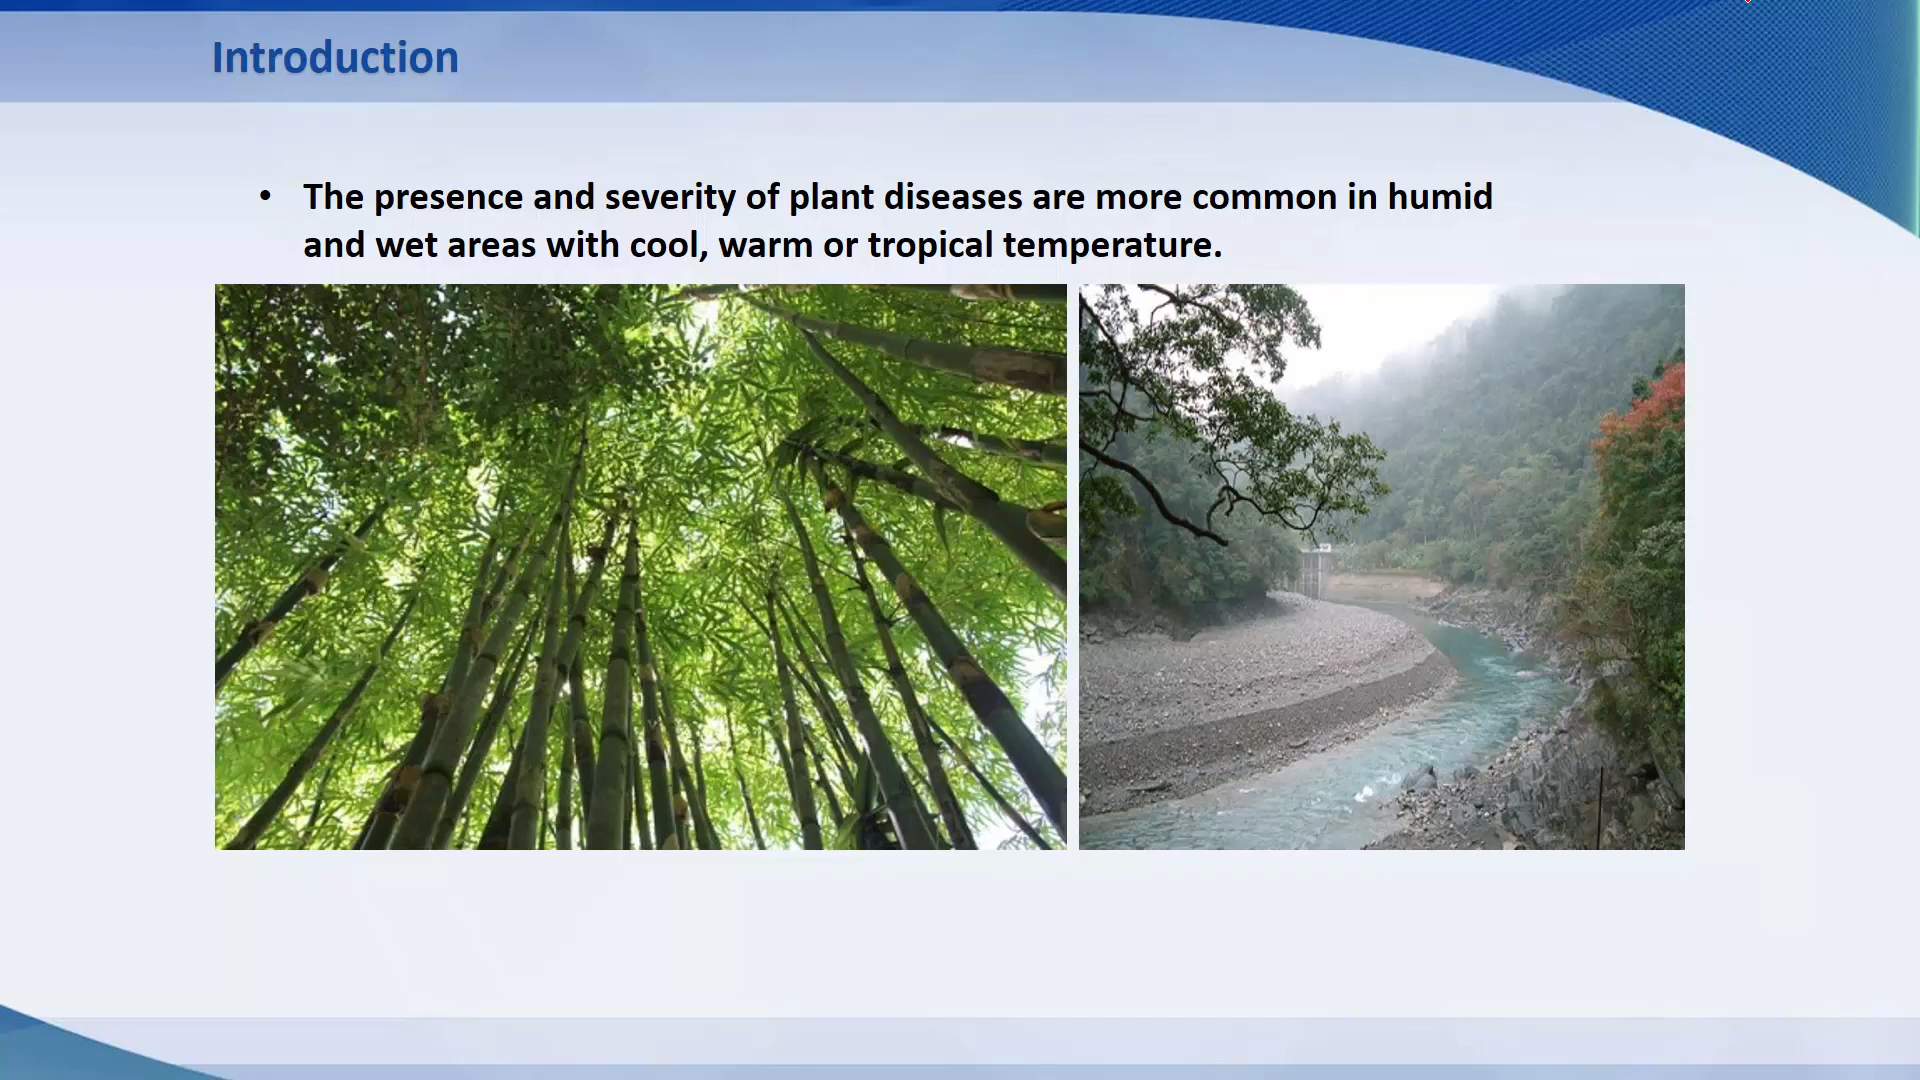 Introduction
• The presence and severity of plant diseases are more common in humid
and wet areas with cool, warm or tropical temperature.